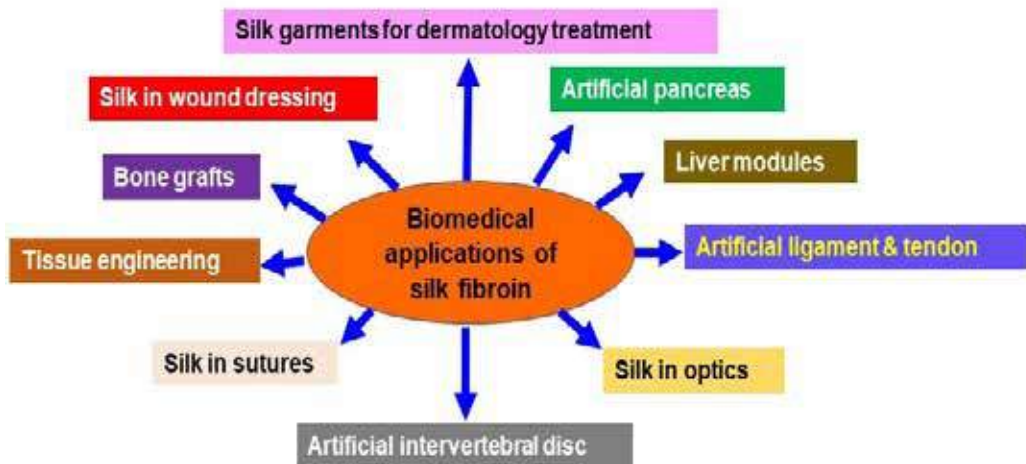 Silk garments for dermatology treatment
Silk in wound dressing
Artificial pancreas
Bone grafts
Liver modules
Biomedical
applications of
silk fibroin
Tissue engineering
Artificial ligament & tendon
Silk in sutures
Silk in optics
Artificial intervertebral disc